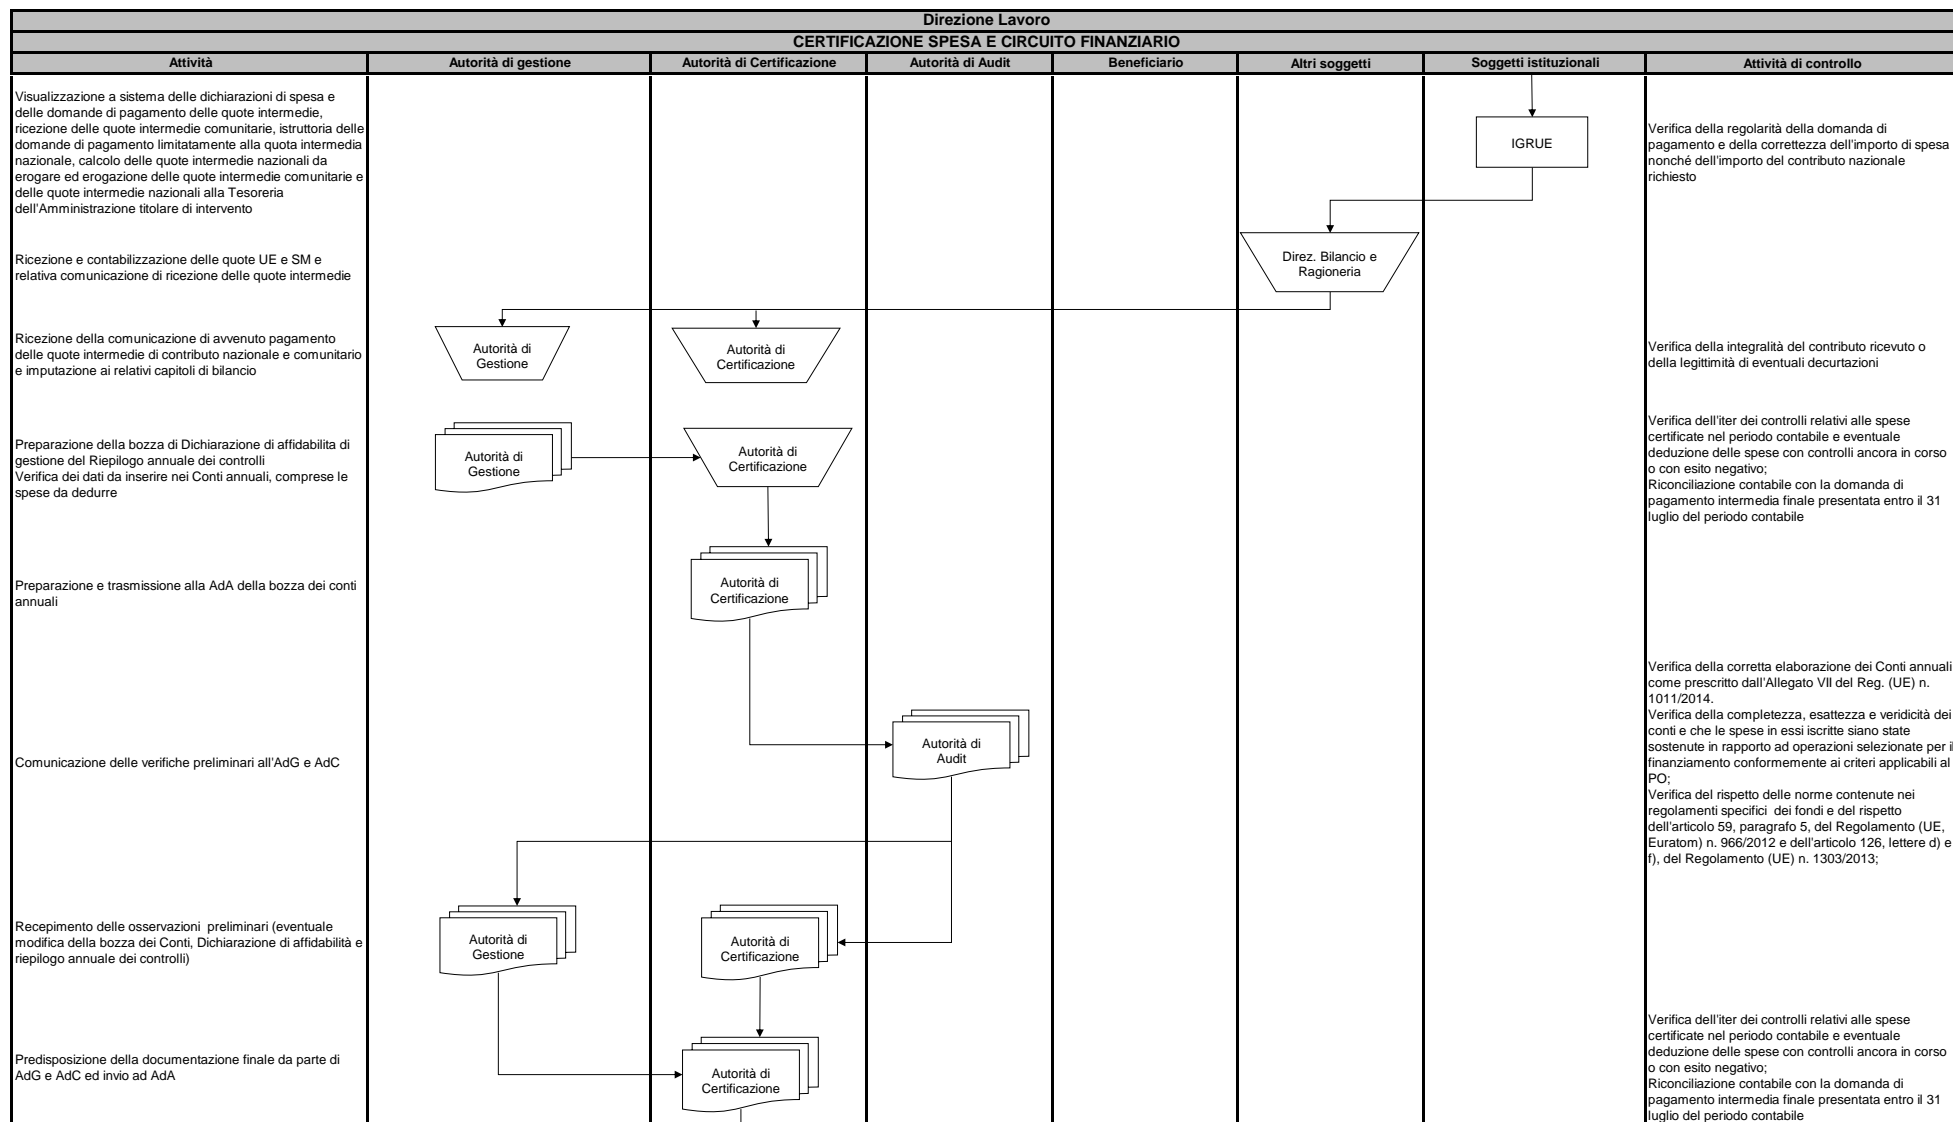 Direzione Lavoro
CERTIFICAZIONE SPESA E CIRCUITO FINANZIARIO
Attività
Autorità di gestione
Autorità di Certificazione
Autorità di Audit
Beneficiario
Altri soggetti
Soggetti istituzionali
Attività di controllo
Visualizzazione a sistema delle dichiarazioni di spesa e
delle domande di pagamento delle quote intermedie,
ricezione delle quote intermedie comunitarie, istruttoria delle
domande di pagamento limitatamente alla quota intermedia
nazionale, calcolo delle quote intermedie nazionali da
erogare ed erogazione delle quote intermedie comunitarie e
delle quote intermedie nazionali alla Tesoreria
dell'Amministrazione titolare di intervento
IGRUE
Verifica della regolarità della domanda di
pagamento e della correttezza dell'importo di spesa
nonché dell'importo del contributo nazionale
richiesto
Ricezione e contabilizzazione delle quote UE e SM e
relativa comunicazione di ricezione delle quote intermedie
Direz. Bilancio e
Ragioneria
Ricezione della comunicazione di avvenuto pagamento
delle quote intermedie di contributo nazionale e comunitario
e imputazione ai relativi capitoli di bilancio
Autorità di
Gestione
Autorità di
Certificazione
Verifica della integralità del contributo ricevuto o
della legittimità di eventuali decurtazioni
Preparazione della bozza di Dichiarazione di affidabilita di
gestione del Riepilogo annuale dei controlli
Verifica dei dati da inserire nei Conti annuali, comprese le
spese da dedurre
Autorità di
Gestione
Autorità di
Certificazione
Verifica dell'iter dei controlli relativi alle spese
certificate nel periodo contabile e eventuale
deduzione delle spese con controlli ancora in corso
o con esito negativo;
Riconciliazione contabile con la domanda di
pagamento intermedia finale presentata entro il 31
luglio del periodo contabile
Preparazione e trasmissione alla AdA della bozza dei conti
annuali
Autorità di
Certificazione
Comunicazione delle verifiche preliminari all'AdG e AdC
Autorità di
Audit
Verifica della corretta elaborazione dei Conti annuali
come prescritto dall'Allegato VII del Reg. (UE) n.
1011/2014.
Verifica della completezza, esattezza e veridicità dei
conti e che le spese in essi iscritte siano state
sostenute in rapporto ad operazioni selezionate per il
finanziamento conformemente ai criteri applicabili al
PO;
Verifica del rispetto delle norme contenute nei
regolamenti specifici  dei fondi e del rispetto
dell'articolo 59, paragrafo 5, del Regolamento (UE,
Euratom) n. 966/2012 e dell'articolo 126, lettere d) e
f), del Regolamento (UE) n. 1303/2013;
Recepimento delle osservazioni  preliminari (eventuale
modifica della bozza dei Conti, Dichiarazione di affidabilità e
riepilogo annuale dei controlli)
Autorità di
Gestione
Autorità di
Certificazione
Predisposizione della documentazione finale da parte di
AdG e AdC ed invio ad AdA
Autorità di
Certificazione
Verifica dell'iter dei controlli relativi alle spese
certificate nel periodo contabile e eventuale
deduzione delle spese con controlli ancora in corso
o con esito negativo;
Riconciliazione contabile con la domanda di
pagamento intermedia finale presentata entro il 31
luglio del periodo contabile